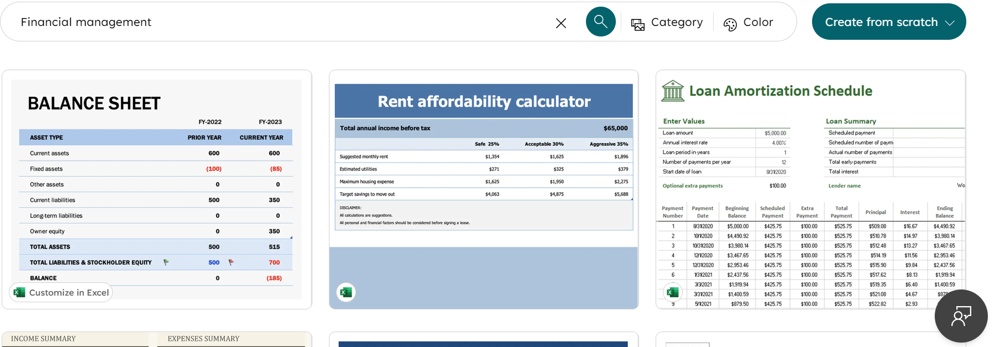 Financial management
Category
Color
Create from scratch
BALANCE SHEET
FY-2022 FY-2023
ASSET TYPE PRIOR YEAR CURRENT YEAR
Current assets 600 600
Fixed assets (100) (85)
Other assets 0 0
Current liabilities 500 350
Long-term liabilities 0 0
Owner equity 0 350
TOTAL ASSETS 500 515
TOTAL LIABILITIES & STOCKHOLDER EQUITY 500 700
BALANCE 0 (185)
Customize in Excel
Rent affordability calculator
Total annual income before tax $65,000
Safe 25% Acceptable 30% Aggressive 35%
Suggested monthly rent $1,354 $1,625 $1,896
Estimated utilities $271 $325 $379
Maximum housing expense $1,625 $1,950 $2,275
Target savings to move out $4,063 $4,875 $5,688
DISCLAIMER:
All calculations are suggestions.
All personal and financial factors should be considered before signing a lease.
Loan Amortization Schedule
Enter Values Loan Summary
Loan amount $5,000.00 Scheduled payment
Annual interest rate 4.00% Scheduled number of paym
Loan period in years 1 Actual number of payments
Number of payments per year 12 Total early payments
Start date of loan 8/31/2020 Total interest
Optional extra payments $100.00 Lender name Wo
Payment Number Payment Date Beginning Balance Scheduled Payment Extra Payment Total Payment Principal Interest Ending Balance
1 8/31/2020 $5,000.00 $425.75 $100.00 $525.75 $509.08 $16.67 $4,490.92
2 10/1/2020 $4,490.92 $425.75 $100.00 $525.75 $510.78 $14.97 $3,980.14
3 10/31/2020 $3,980.14 $425.75 $100.00 $525.75 $512.48 $13.27 $3,467.65
4 12/1/2020 $3,467.65 $425.75 $100.00 $525.75 $514.19 $11.56 $2,953.46
5 12/31/2020 $2,953.46 $425.75 $100.00 $525.75 $515.90 $9.84 $2,437.56
6 1/31/2021 $2,437.56 $425.75 $100.00 $525.75 $517.62 $8.13 $1,919.94
3/3/2021 $1,919.94 $425.75 $100.00 $525.75 $519.35 $6.40 $1,400.59
3/31/2021 $1,400.59 $425.75 $100.00 $525.75 $521.08 $4.67
9 5/1/2021 $879.50 $425.75 $100.00 $525.75 $522.82 $2.93
INCOME SUMMARY EXPENSES SUMMARY